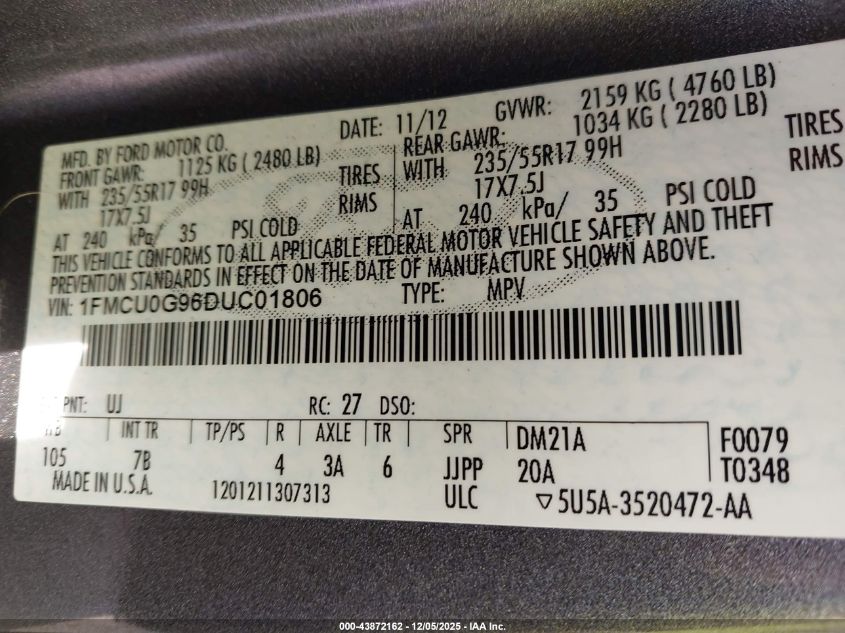 MFD. BY FORD MOTOR CO.
DATE: 11/12
GVWR: 2159 KG ( 4760 LB)
FRONT GAWR: 1125 KG ( 2480 LB)
REAR GAWR: 1034 KG ( 2280 LB)
WITH 235/55R17 99H TIRES
WITH 235/55R17 99H TIRES
17X7.5J RIMS
17X7.5J RIMS
AT 240 kPa/ 35 PSI COLD
AT 240 kPa/ 35 PSI COLD
THIS VEHICLE CONFORMS TO ALL APPLICABLE FEDERAL MOTOR VEHICLE SAFETY AND THEFT
PREVENTION STANDARDS IN EFFECT ON THE DATE OF MANUFACTURE SHOWN ABOVE.
VIN: 1FMCU0G96DUC01806
TYPE: MPV
PNT: UJ RC: 27 DSO:
INT TR TP/PS R AXLE TR SPR DM21A F0079
105 7B 4 3A 6 JJPP 20A T0348
MADE IN U.S.A. 1201211307313 ULC ▽5U5A-3520472-AA
000-43872162 - 12/05/2025 - IAA Inc.